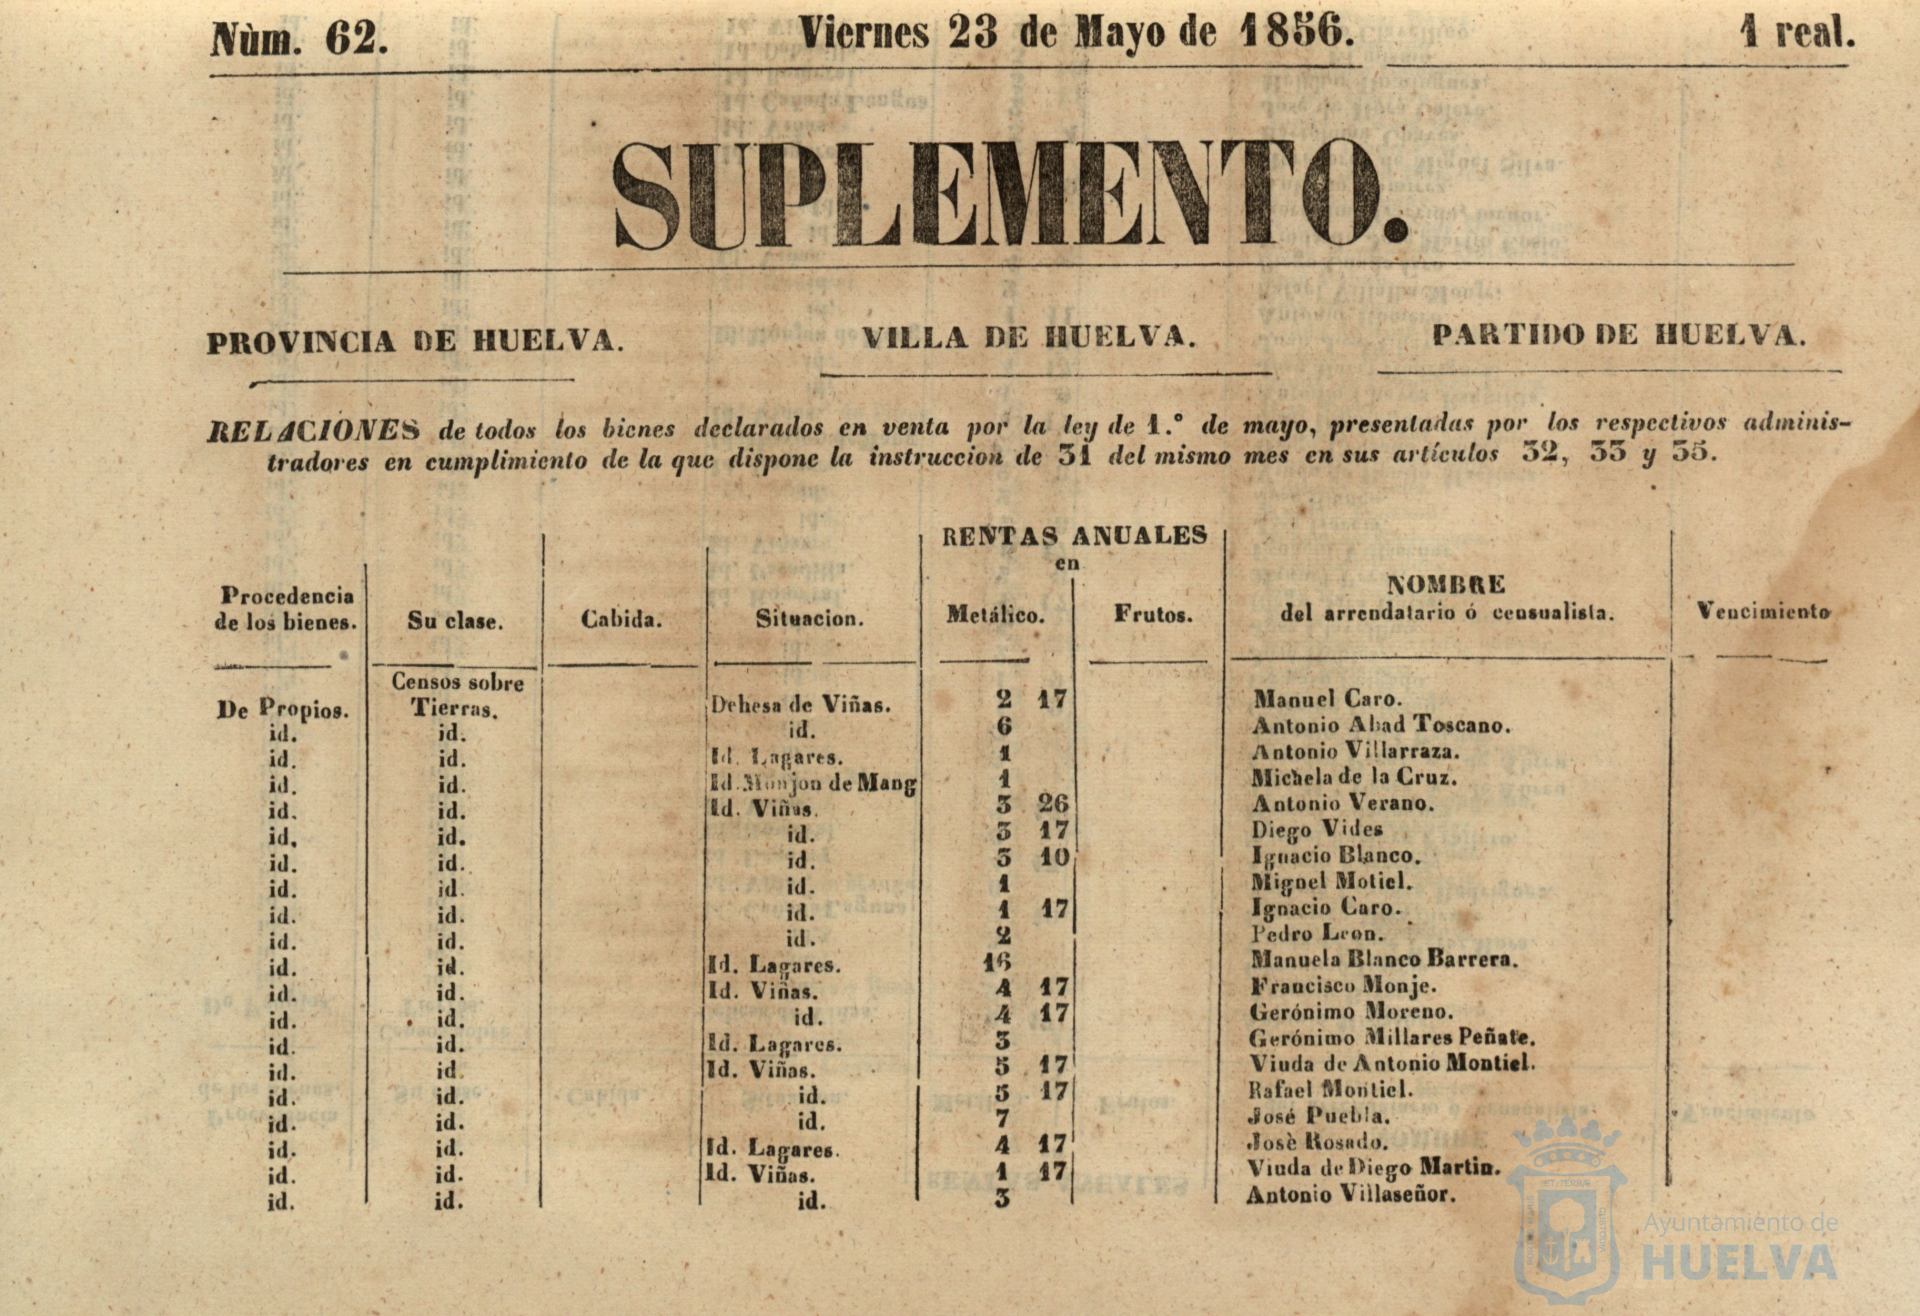 Nùm. 62. Viernes 23 de Mayo de 1856. 1 real.
SUPLEMENTO.
PROVINCIA DE HUELVA. VILLA DE HUELVA. PARTIDO DE HUELVA.
RELACIONES de todos los bienes declarados en venta por la ley de 1.º de mayo, presentadas por los respectivos adminis-
tradores en cumplimiento de la que dispone la instruccion de 31 del mismo mes en sus artículos 32, 33 y 35.
RENTAS ANUALES
en
Procedencia de los bienes. Su clase. Cabida. Situacion. Metálico. Frutos. NOMBRE del arrendatario ó censualista. Vencimiento
De Propios. Censos sobre Tierras. Dehesa de Viñas. 2 17 Manuel Caro.
id. id. id. 6 Antonio Abad Toscano.
id. id. Id. Lagares. 1 Antonio Villarraza.
id. id. Id. Monjon de Mang 1 Michela de la Cruz.
id. id. Id. Viñas. 3 26 Antonio Verano.
id. id. id. 3 17 Diego Vides
id. id. id. 3 10 Ignacio Blanco.
id. id. id. 1 Mignel Motiel.
id. id. id. 1 17 Ignacio Caro.
id. id. id. 2 Pedro Leon.
id. id. Id. Lagares. 16 Manuela Blanco Barrera.
id. id. Id. Viñas. 4 17 Francisco Monje.
id. id. id. 4 17 Gerónimo Moreno.
id. id. Id. Lagares. 3 Gerónimo Millares Peñate.
id. id. Id. Viñas. 5 17 Viuda de Antonio Montiel.
id. id. id. 5 17 Rafael Montiel.
id. id. id. 7 José Puebla.
id. id. Id. Lagares. 4 17 Josè Rosado.
id. id. Id. Viñas. 1 17 Viuda de Diego Martin.
id. id. id. 3 Antonio Villaseñor.
Ayuntamiento de
HUELVA